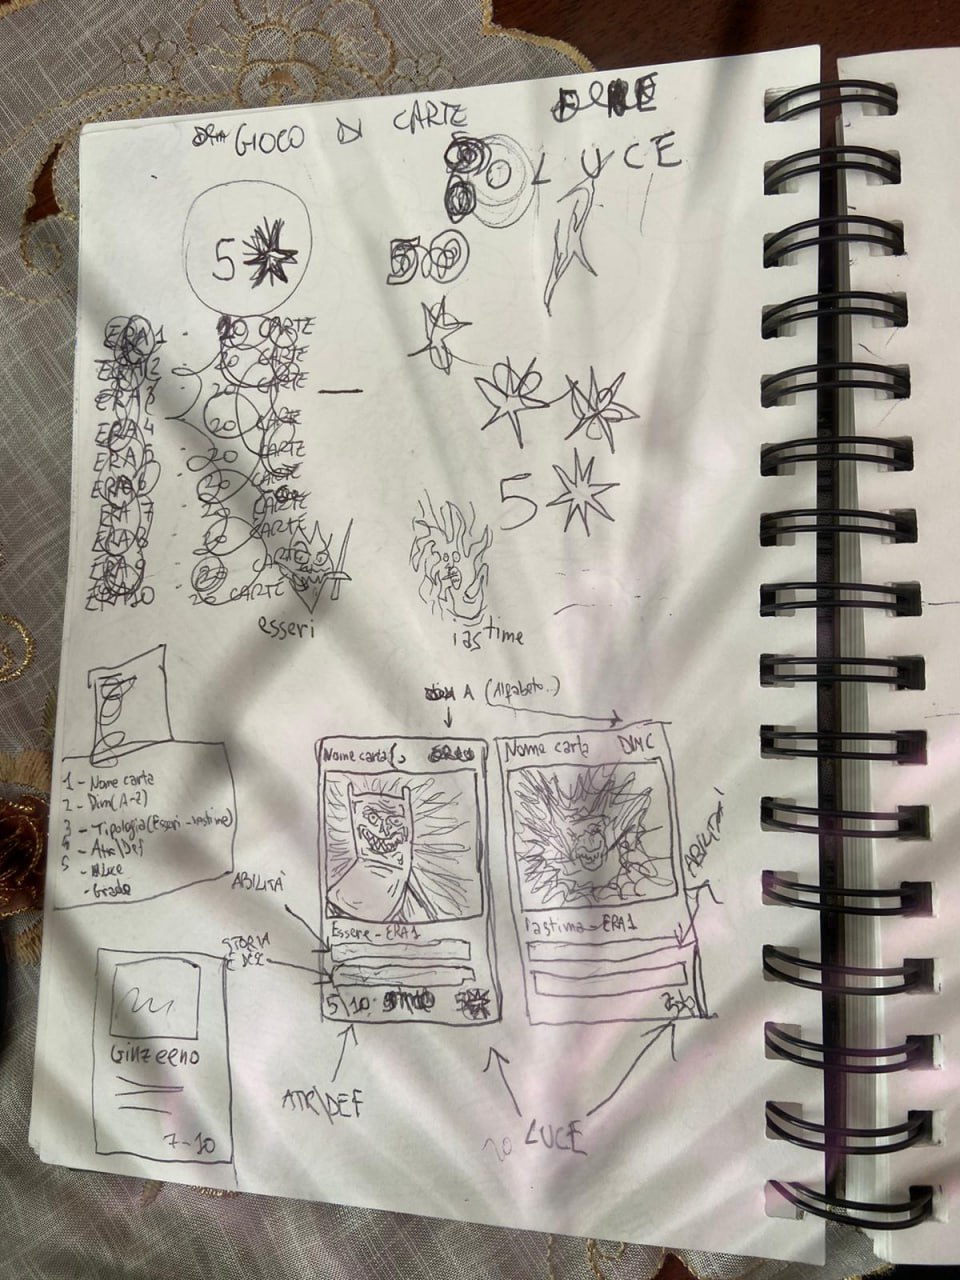 GIOCO DI CARTE
LUCE
5
50
ERA 1 - 20 CARTE
ERA 2 - 20 CARTE
ERA 3 - 20 CARTE
ERA 4 20 CARTE
ERA 5 - 20 CARTE
ERA 6 20 CARTE
ERA 7 - 20 CARTE
ERA 8 20 CARTE
ERA 9 - 20 CARTE
ERA 10 - 20 CARTE
5
esseri
iastime
A (Alfabeto..)
1 - Nome carta
2 - Dim (A-Z)
3 - Tipologia (Esseri - iastime)
4 - Atk\Def
5 - Luce
- Grado
Nome carta
Nome carta DIM C
ABILITÀ
ABILITÀ
Essere - ERA 1
iastima - ERA 1
STORIA
E DESC
5\10
Ginzeeno
7-10
ATK\DEF
LUCE